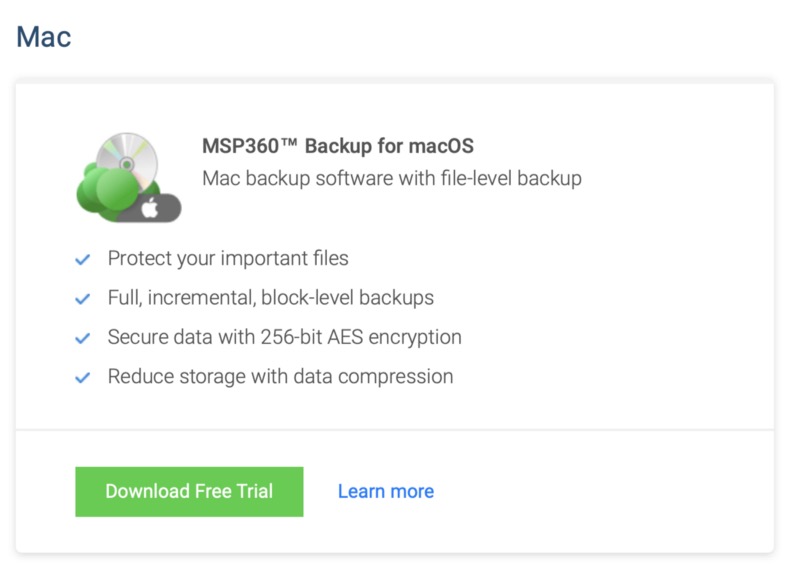 Mac
MSP360™ Backup for macOS
Mac backup software with file-level backup
Protect your important files
Full, incremental, block-level backups
Secure data with 256-bit AES encryption
Reduce storage with data compression
Download Free Trial
Learn more